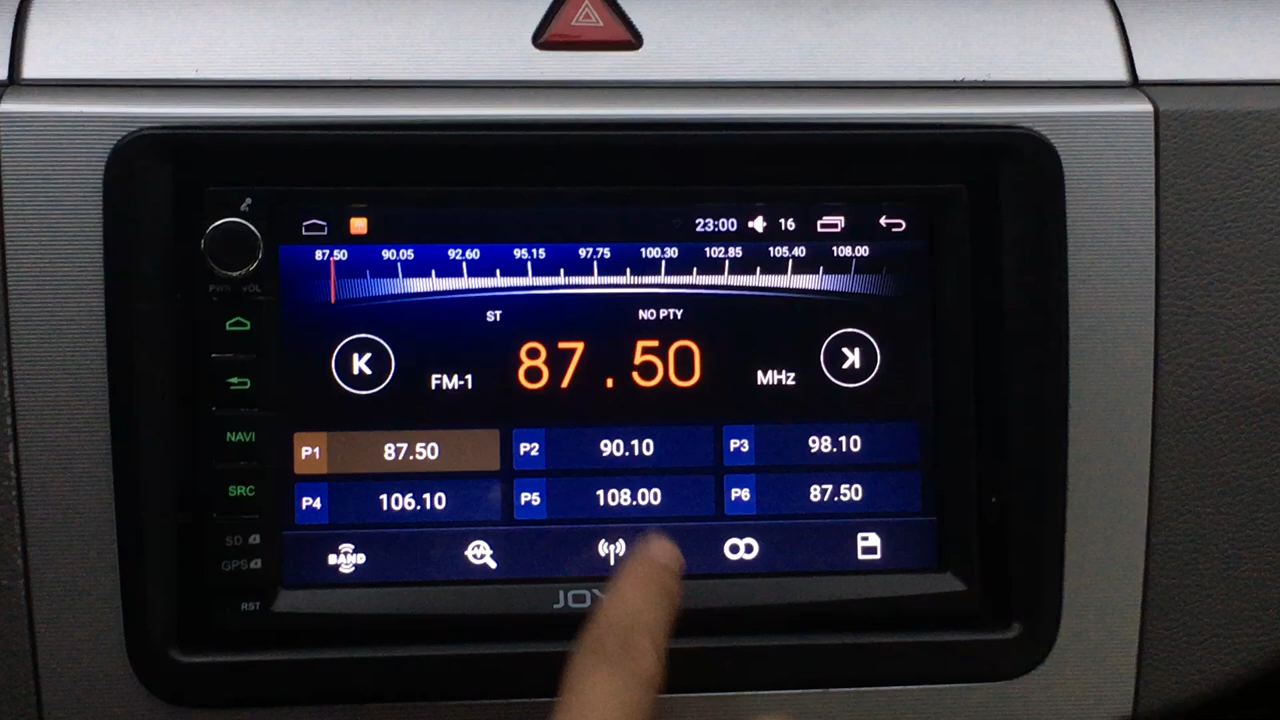 23:00 16
87.50 90.05 92.60 95.15 97.75 100.30 102.85 105.40 108.00
PWR VOL
ST NO PTY
FM-1 87.50 MHz
NAVI
P1 87.50 P2 90.10 P3 98.10
SRC
P4 106.10 P5 108.00 P6 87.50
SD
GPS
BAND
RST